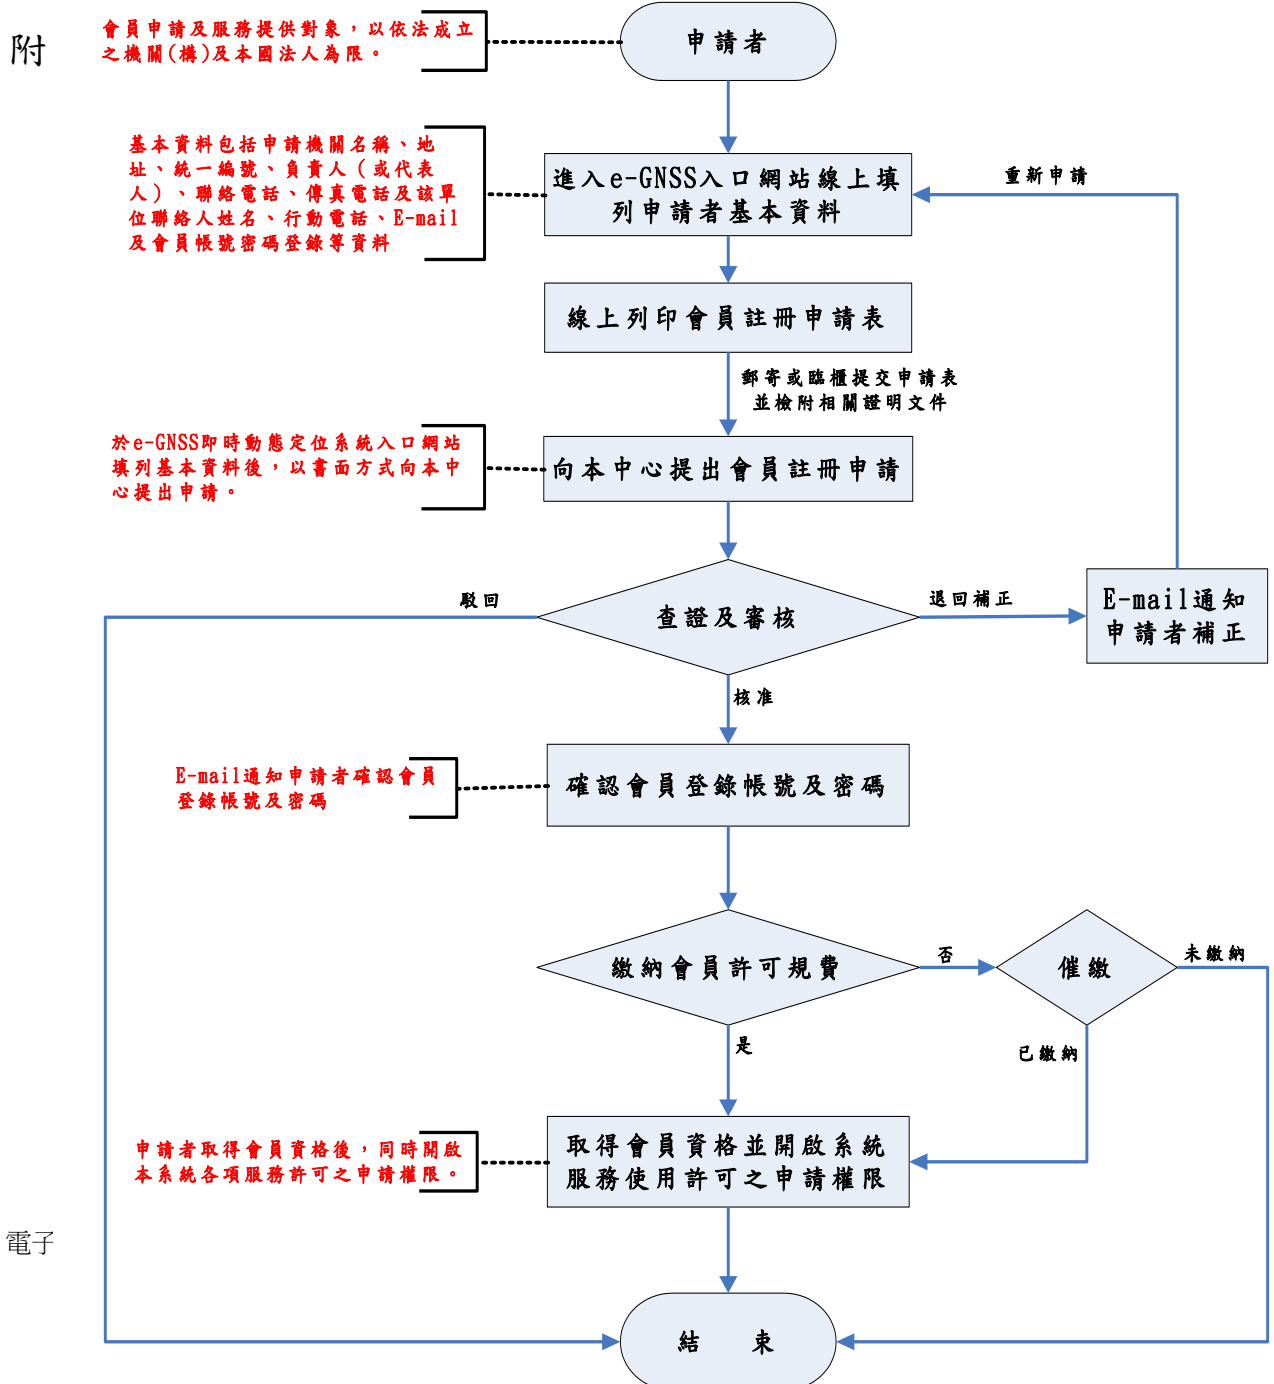 附
會員申請及服務提供對象，以依法成立
之機關(構)及本國法人為限。
申請者
基本資料包括申請機關名稱、地
址、統一編號、負責人（或代表
人）、聯絡電話、傳真電話及該單
位聯絡人姓名、行動電話、E-mail
及會員帳號密碼登錄等資料
進入e-GNSS入口網站線上填
列申請者基本資料
重新申請
線上列印會員註冊申請表
郵寄或臨櫃提交申請表
並檢附相關證明文件
於e-GNSS即時動態定位系統入口網站
填列基本資料後，以書面方式向本中
心提出申請。
向本中心提出會員註冊申請
駁回
查證及審核
退回補正
E-mail通知
申請者補正
核准
E-mail通知申請者確認會員
登錄帳號及密碼
確認會員登錄帳號及密碼
繳納會員許可規費
否
催繳
未繳納
是
已繳納
申請者取得會員資格後，同時開啟
本系統各項服務許可之申請權限。
取得會員資格並開啟系統
服務使用許可之申請權限
電子
結 束